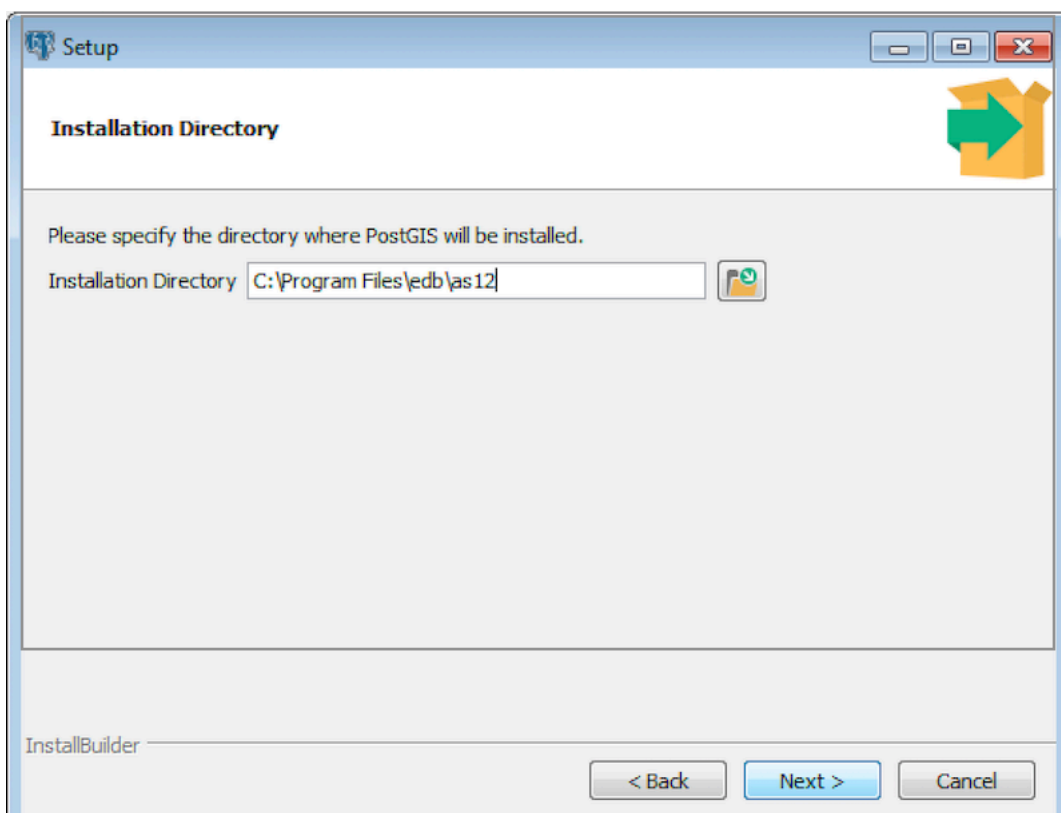 Setup
Installation Directory
Please specify the directory where PostGIS will be installed.
Installation Directory C:\Program Files\edb\as12
InstallBuilder
< Back Next > Cancel